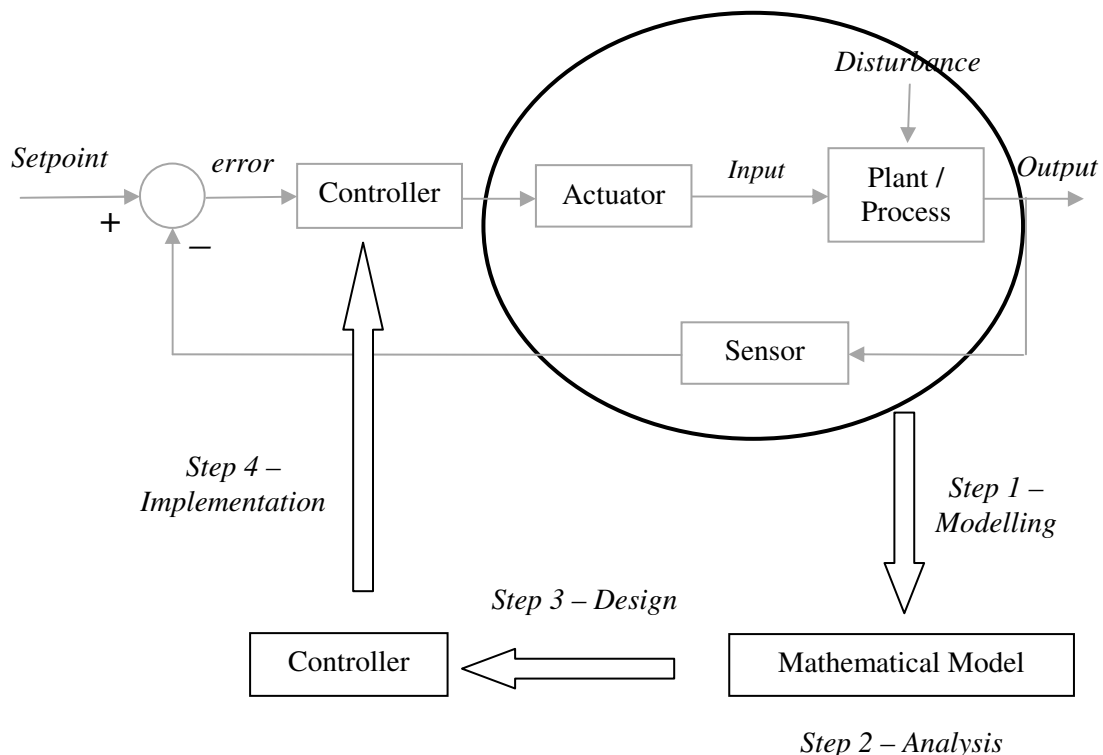 Disturbance
Setpoint
error
Controller
Actuator
Input
Plant /
Process
Output
+
–
Sensor
Step 4 –
Implementation
Step 1 –
Modelling
Step 3 – Design
Controller
Mathematical Model
Step 2 – Analysis